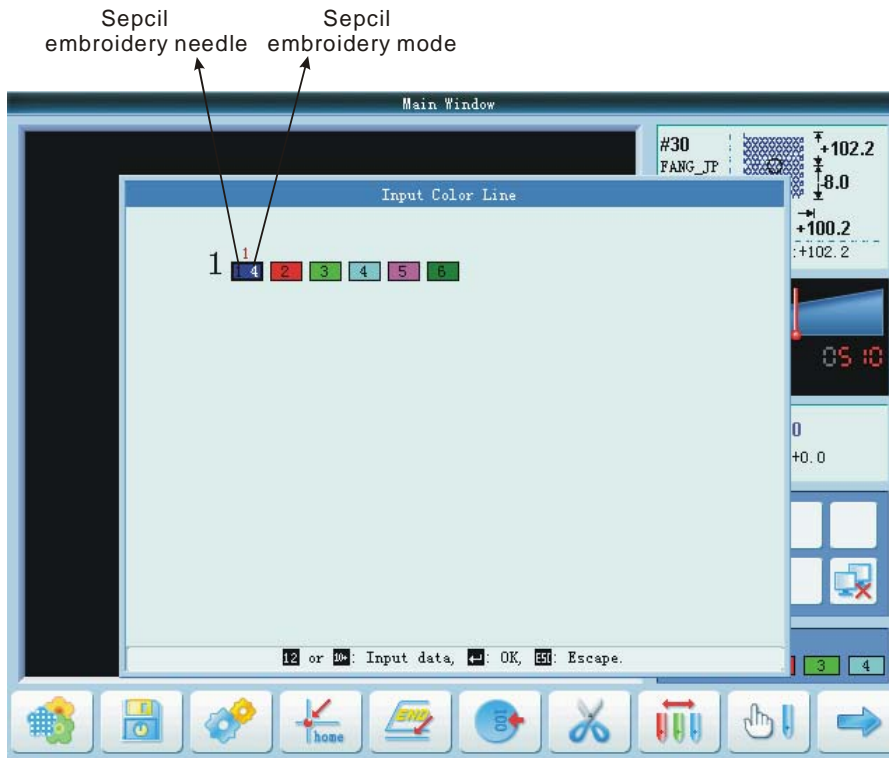 Sepcil embroidery needle
Sepcil embroidery mode
Main Window
#30
FANG_JP
+102.2
8.0
+100.2
:+102.2
Input Color Line
1
1
1 4 2 3 4 5 6
0510
0
+0.0
12 or 10+: Input data, ↵: OK, ESC: Escape.
3 4
home
END
001